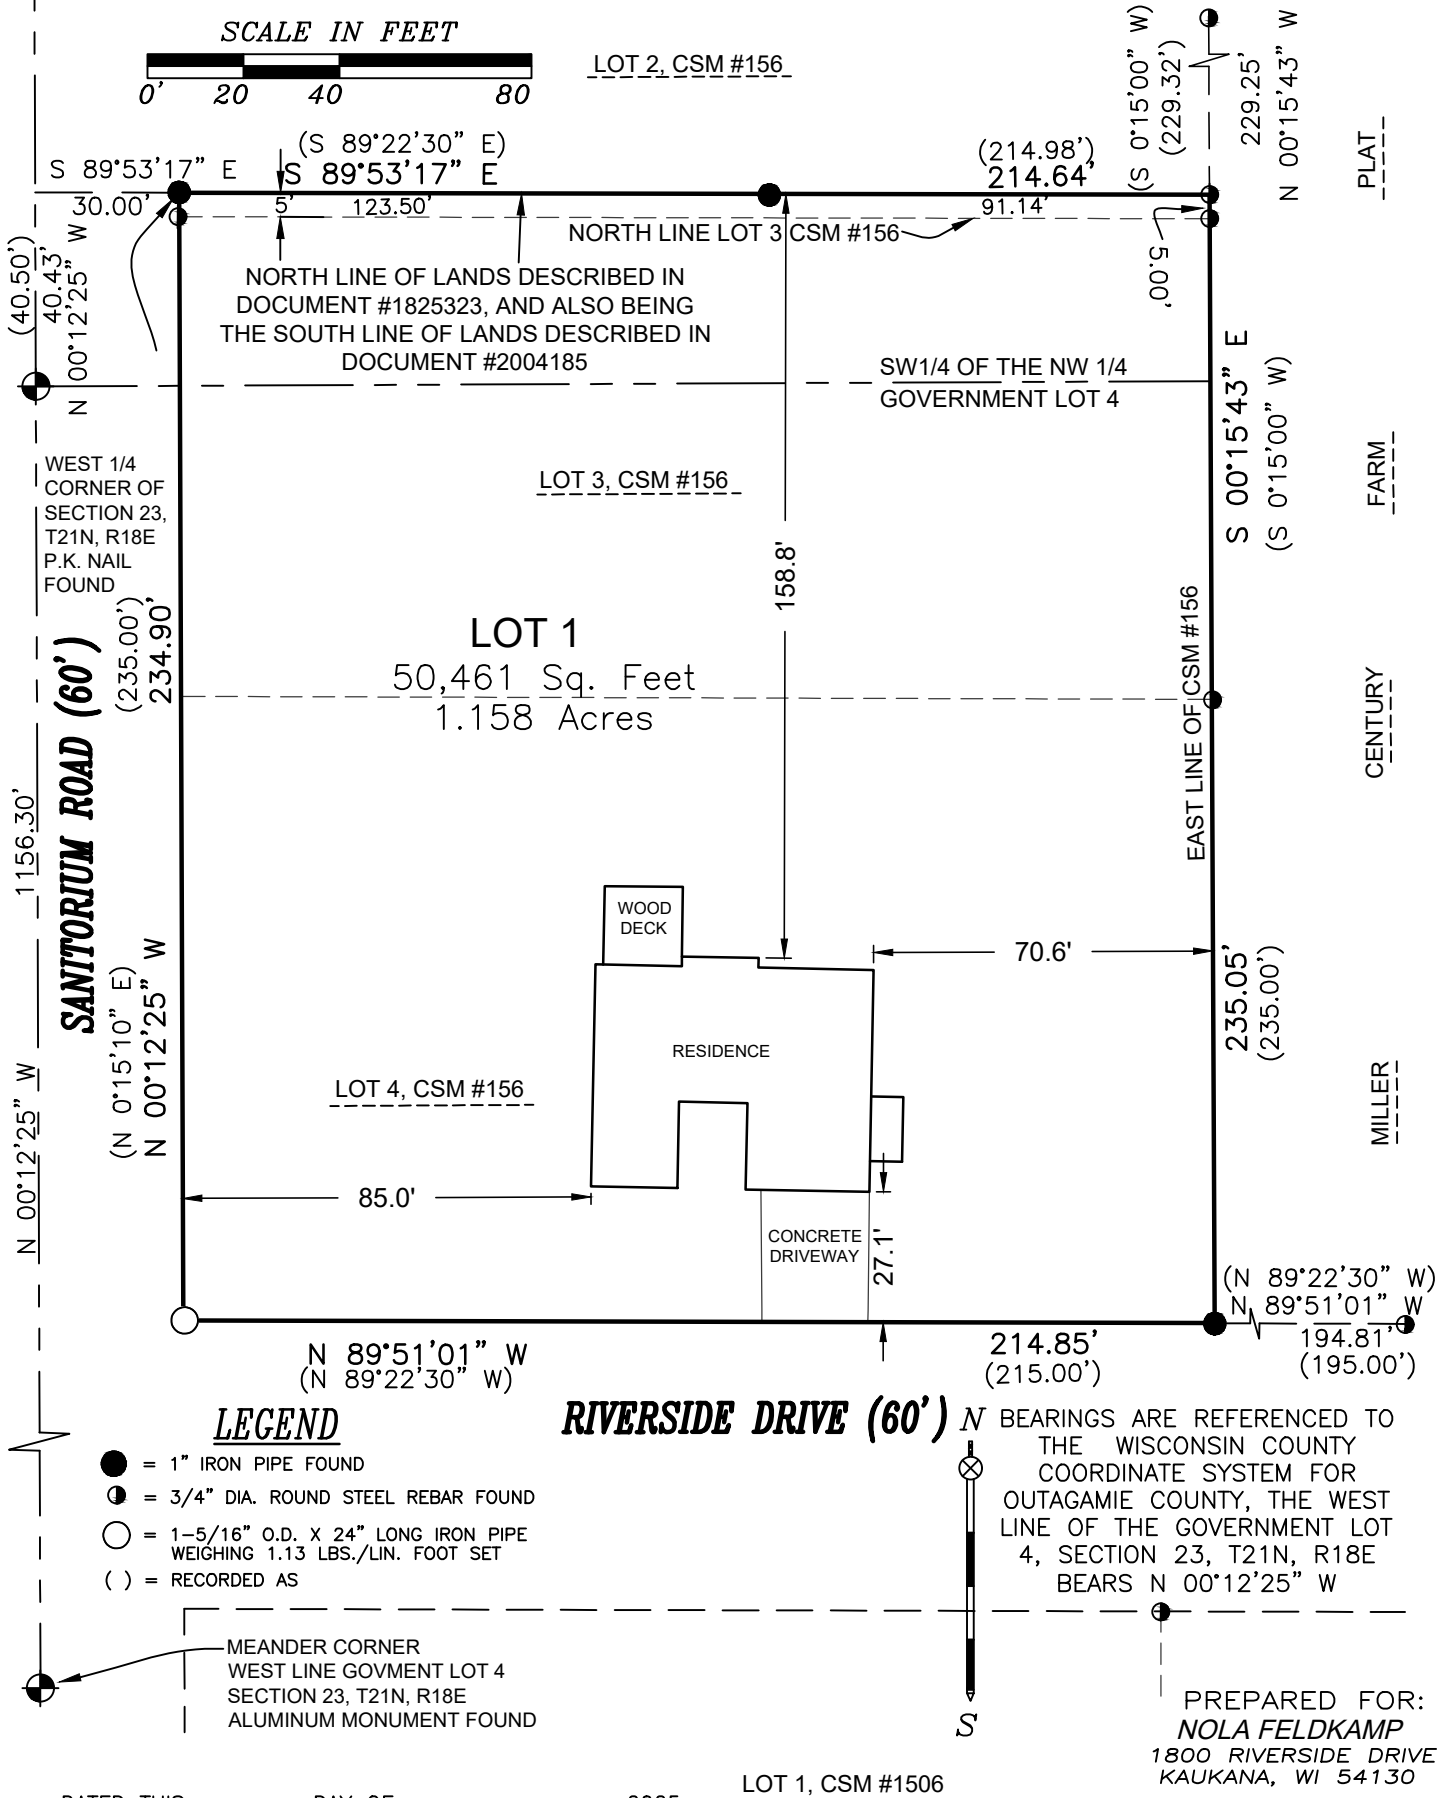 SCALE IN FEET
0' 20 40 80
LOT 2, CSM #156
(S 0°15'00" W)
(229.32')
229.25'
N 00°15'43" W
PLAT
(S 89°22'30" E)
S 89°53'17" E
S 89°53'17" E
(214.98')
214.64'
30.00'
5'
123.50'
91.14'
NORTH LINE LOT 3 CSM #156
5.00'
(40.50')
40.43'
N 00°12'25" W
NORTH LINE OF LANDS DESCRIBED IN
DOCUMENT #1825323, AND ALSO BEING
THE SOUTH LINE OF LANDS DESCRIBED IN
DOCUMENT #2004185
SW1/4 OF THE NW 1/4
GOVERNMENT LOT 4
S 00°15'43" E
(S 0°15'00" W)
FARM
WEST 1/4
CORNER OF
SECTION 23,
T21N, R18E
P.K. NAIL
FOUND
LOT 3, CSM #156
158.8'
(235.00')
234.90'
LOT 1
50,461 Sq. Feet
1.158 Acres
EAST LINE OF CSM #156
CENTURY
SANITORIUM ROAD (60')
1156.30'
N 00°12'25" W
(N 0°15'10" E)
N 00°12'25" W
WOOD
DECK
70.6'
235.05'
(235.00')
RESIDENCE
LOT 4, CSM #156
MILLER
85.0'
CONCRETE
DRIVEWAY
27.1'
(N 89°22'30" W)
N 89°51'01" W
194.81'
(195.00')
N 89°51'01" W
(N 89°22'30" W)
214.85'
(215.00')
RIVERSIDE DRIVE (60')
LEGEND
= 1" IRON PIPE FOUND
= 3/4" DIA. ROUND STEEL REBAR FOUND
= 1-5/16" O.D. X 24" LONG IRON PIPE
WEIGHING 1.13 LBS./LIN. FOOT SET
( ) = RECORDED AS
N
S
BEARINGS ARE REFERENCED TO
THE WISCONSIN COUNTY
COORDINATE SYSTEM FOR
OUTAGAMIE COUNTY, THE WEST
LINE OF THE GOVERNMENT LOT
4, SECTION 23, T21N, R18E
BEARS N 00°12'25" W
MEANDER CORNER
WEST LINE GOVMENT LOT 4
SECTION 23, T21N, R18E
ALUMINUM MONUMENT FOUND
PREPARED FOR:
NOLA FELDKAMP
1800 RIVERSIDE DRIVE
KAUKANA, WI 54130
LOT 1, CSM #1506